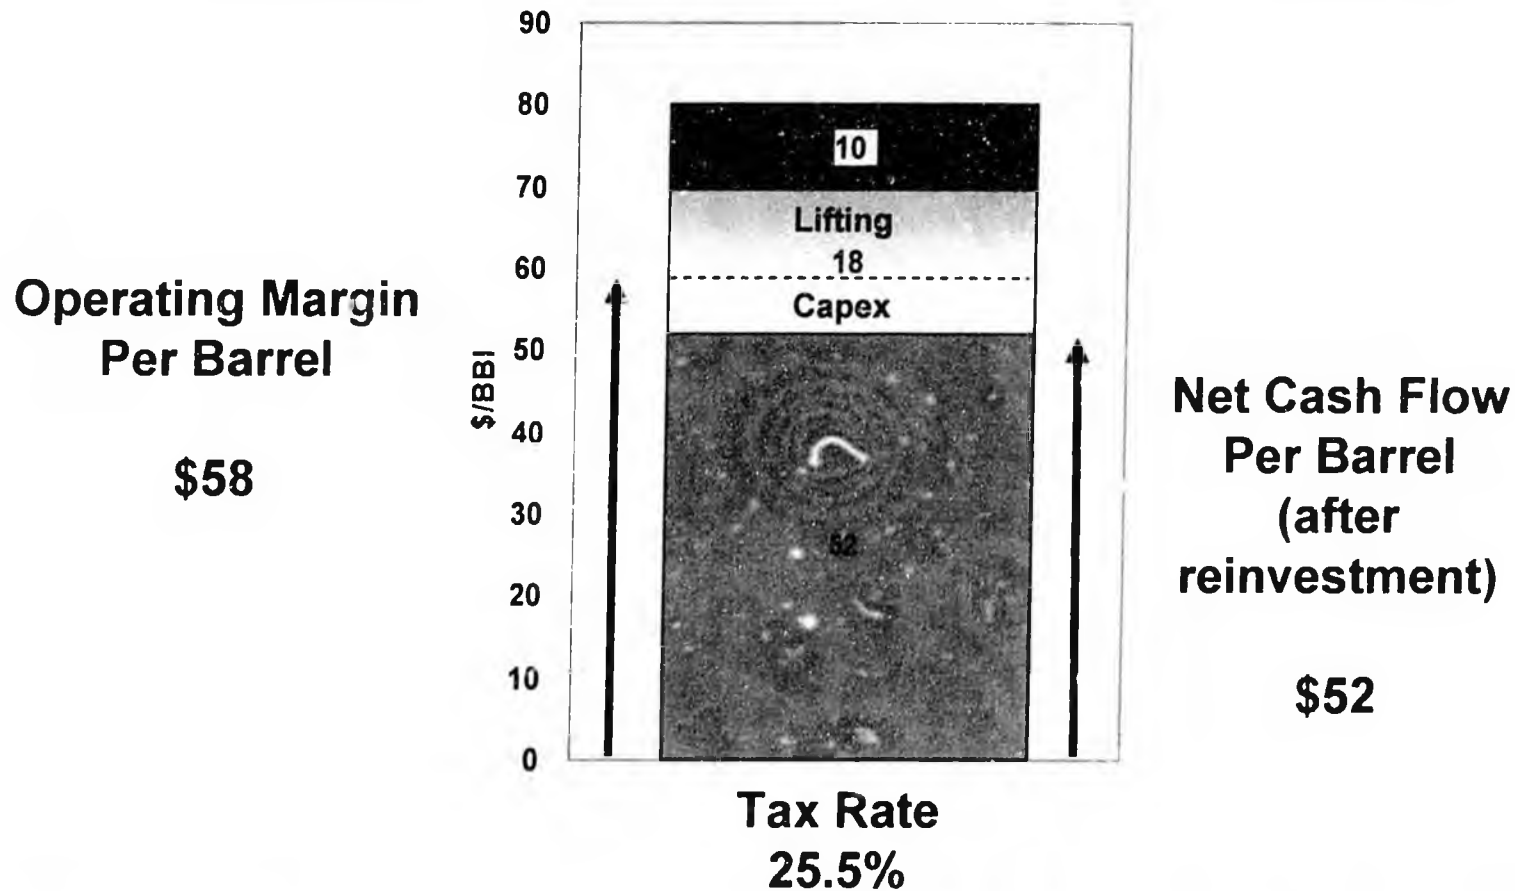 90
80
70
60
50
40
30
20
10
0
$/BBl
10
Lifting
18
Capex
52
Operating Margin
Per Barrel
$58
Net Cash Flow
Per Barrel
(after
reinvestment)
$52
Tax Rate
25.5%